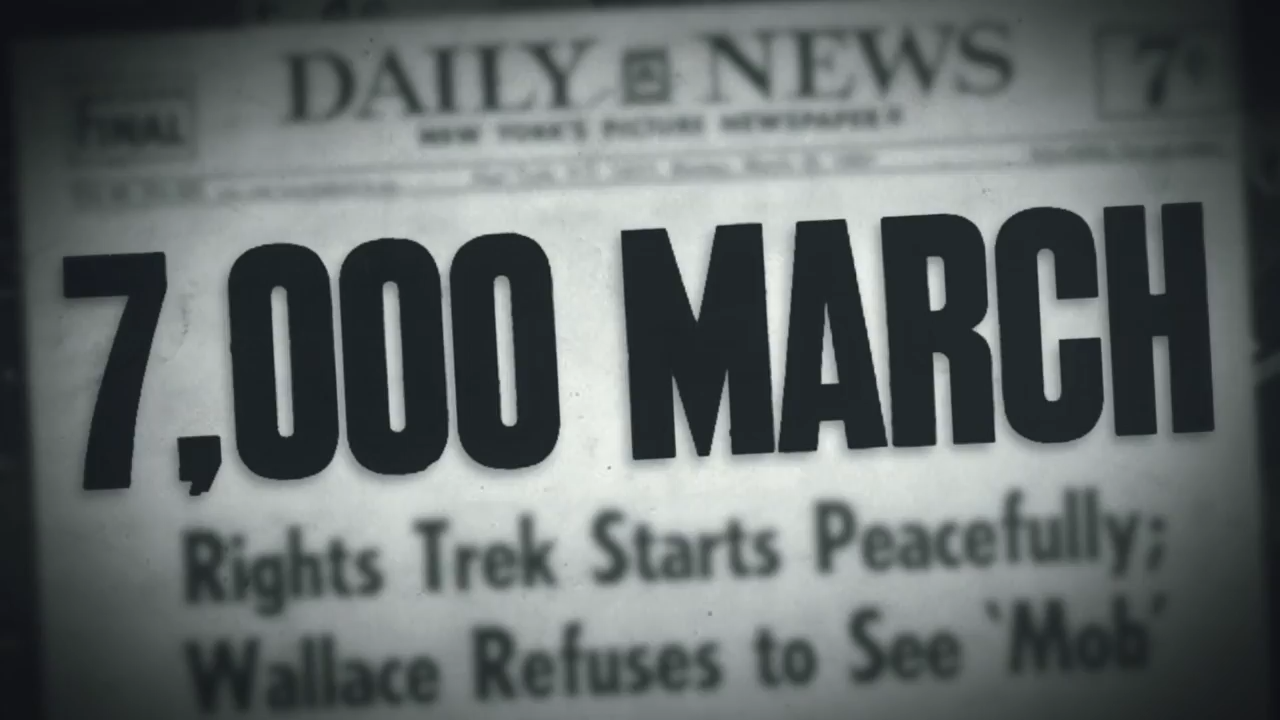 DAILY NEWS
7¢
FINAL
NEW YORK'S PICTURE NEWSPAPER
7,000 MARCH
Rights Trek Starts Peacefully;
Wallace Refuses to See 'Mob'